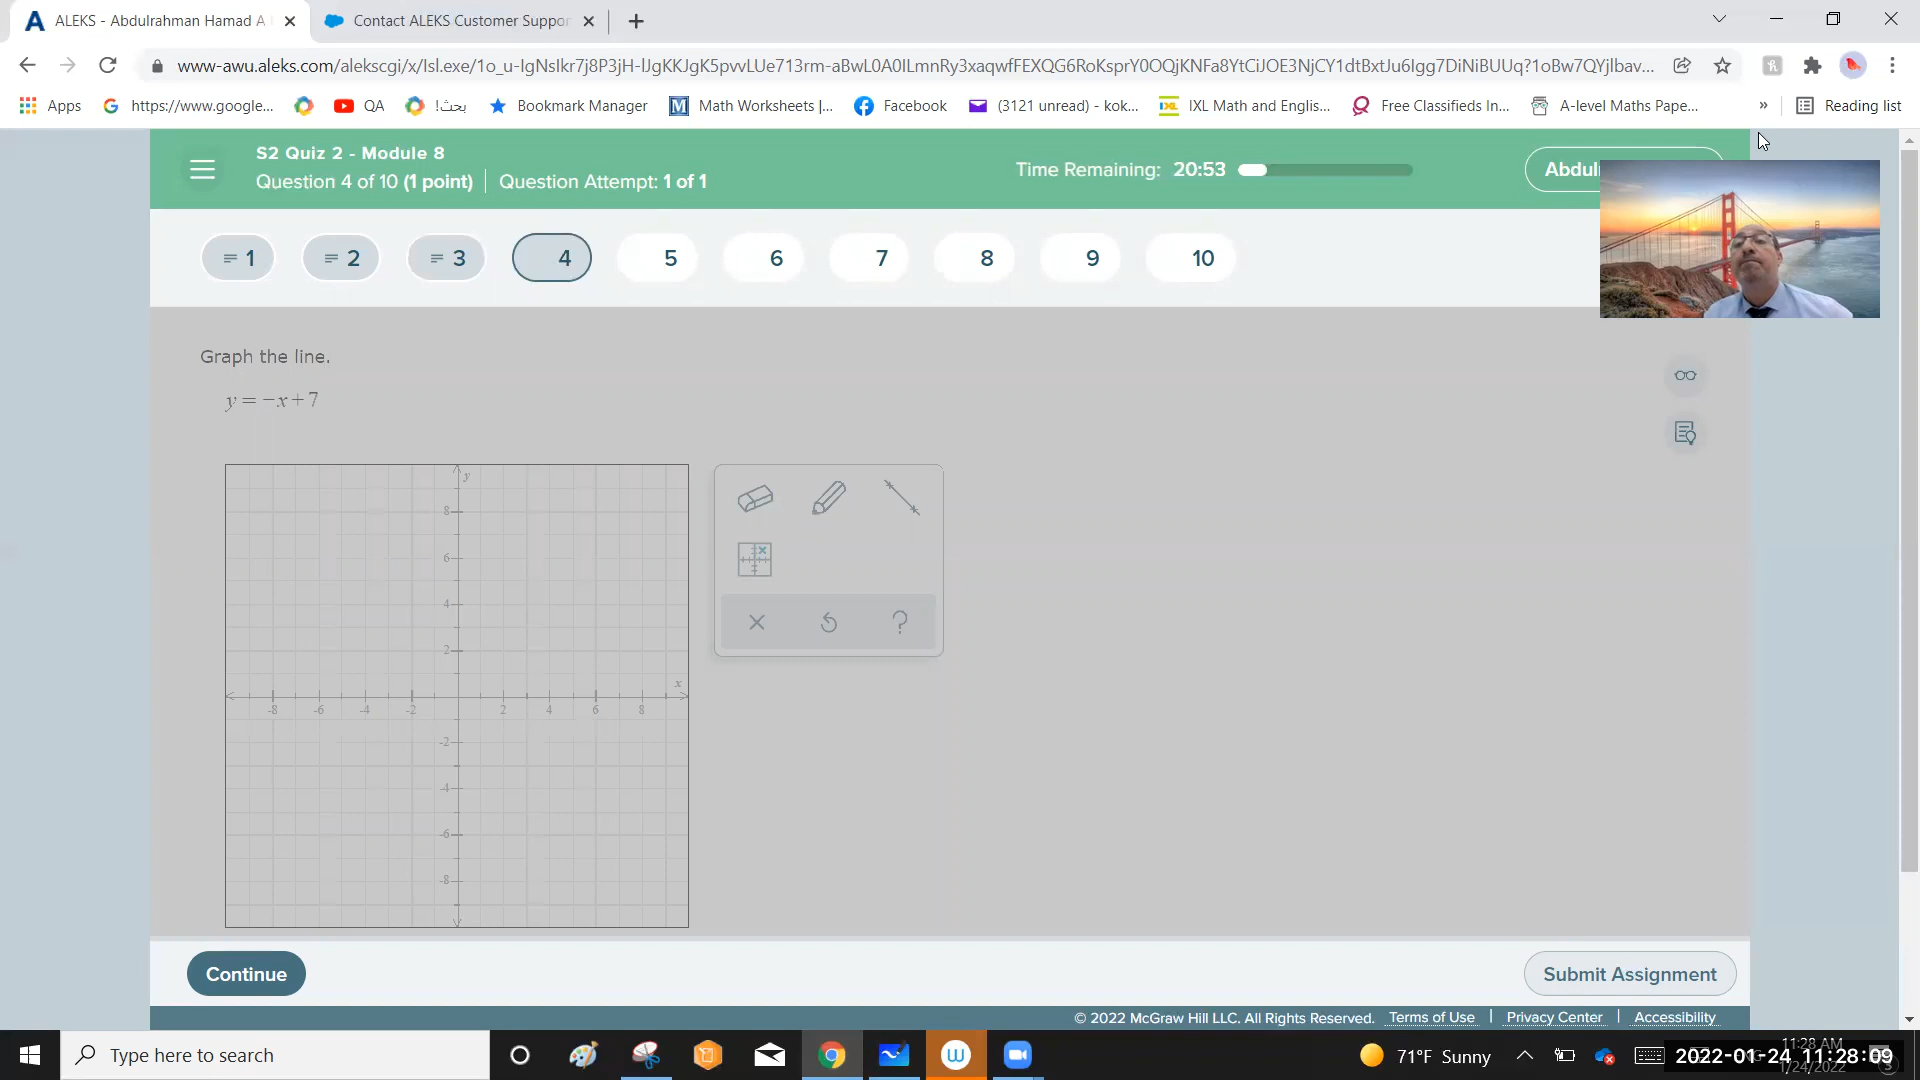 ALEKS - Abdulrahman Hamad A
Contact ALEKS Customer Suppor
www-awu.aleks.com/alekscgi/x/Isl.exe/1o_u-IgNsIkr7j8P3jH-lJgKKJgK5pvvLUe713rm-aBwL0A0ILmnRy3xaqwfFEXQG6RoKsprY0OQjKNFa8YtCiJOE3NjCY1dtBxtJu6Igg7DiNiBUUq?1oBw7QYjlbav...
Apps
https://www.google...
QA
بحث!
Bookmark Manager
Math Worksheets |...
Facebook
(3121 unread) - kok...
IXL Math and Englis...
Free Classifieds In...
A-level Maths Pape...
Reading list
S2 Quiz 2 - Module 8
Question 4 of 10 (1 point) | Question Attempt: 1 of 1
Time Remaining: 20:53
Abdul
= 1
= 2
= 3
4
5
6
7
8
9
10
Graph the line.
y = −x + 7
y
8
6
4
2
x
-8 -6 -4 -2 2 4 6 8
-2
-4
-6
-8
Continue
Submit Assignment
© 2022 McGraw Hill LLC. All Rights Reserved. Terms of Use | Privacy Center | Accessibility
Type here to search
71°F Sunny
11:28 AM
1/24/2022
2022-01-24 11:28:09